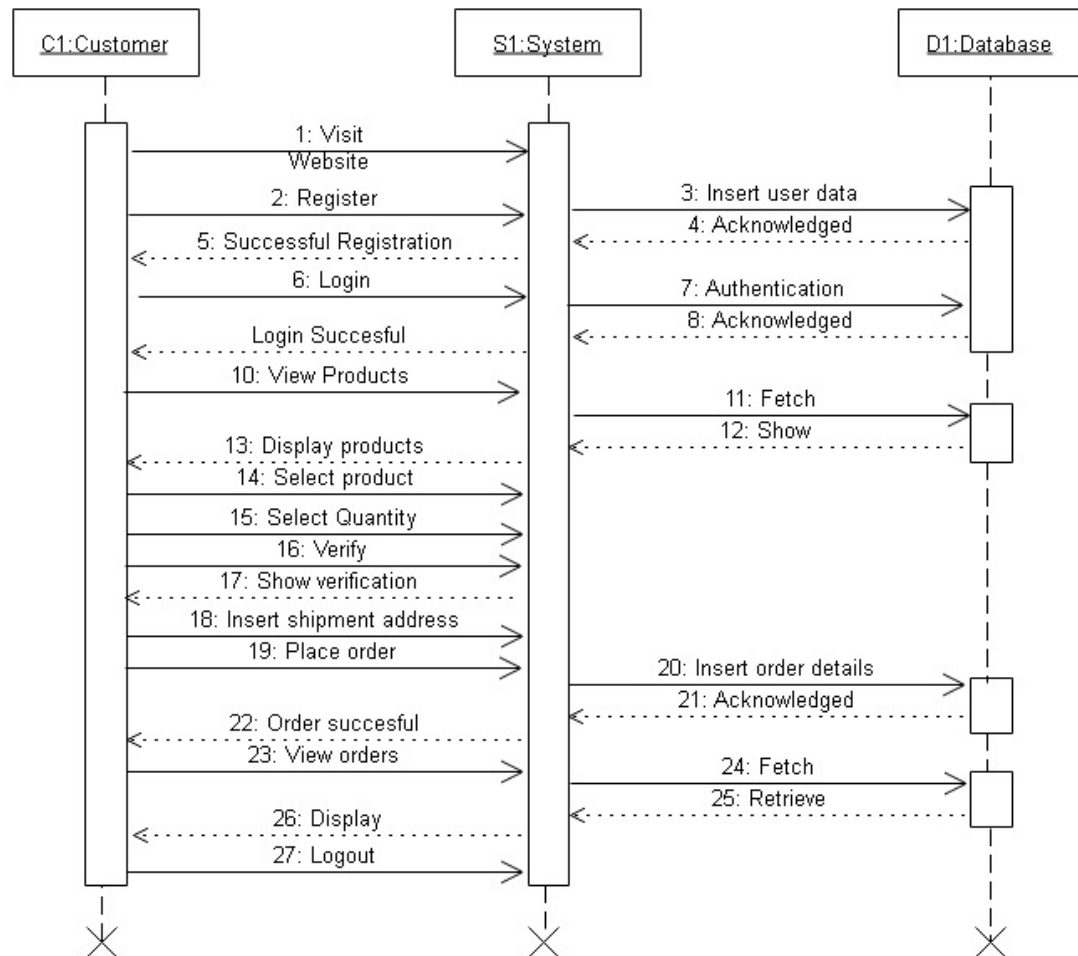 C1:Customer
S1:System
D1:Database
1: Visit
Website
2: Register
3: Insert user data
4: Acknowledged
5: Successful Registration
6: Login
7: Authentication
8: Acknowledged
Login Succesful
10: View Products
11: Fetch
12: Show
13: Display products
14: Select product
15: Select Quantity
16: Verify
17: Show verification
18: Insert shipment address
19: Place order
20: Insert order details
21: Acknowledged
22: Order succesful
23: View orders
24: Fetch
25: Retrieve
26: Display
27: Logout